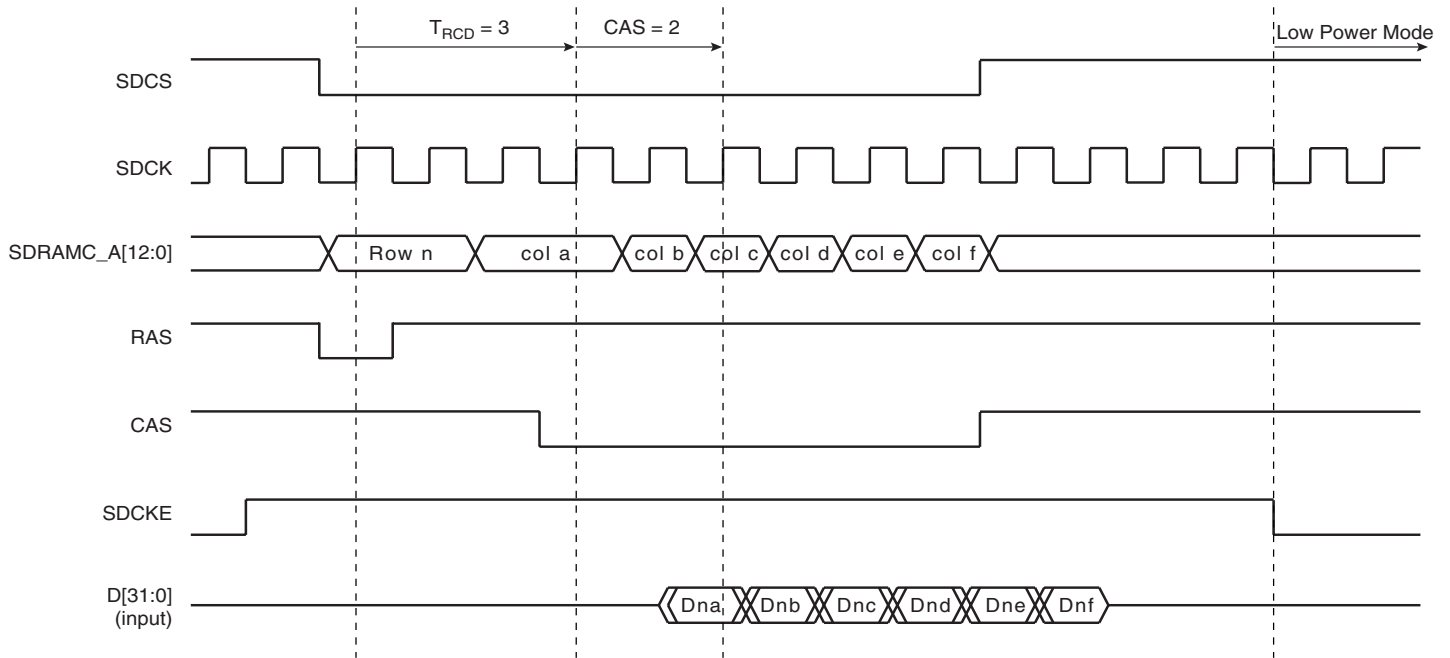 T_RCD = 3
CAS = 2
Low Power Mode
SDCS
SDCK
SDRAMC_A[12:0]
Row n
col a
col b
col c
col d
col e
col f
RAS
CAS
SDCKE
D[31:0]
(input)
Dna
Dnb
Dnc
Dnd
Dne
Dnf